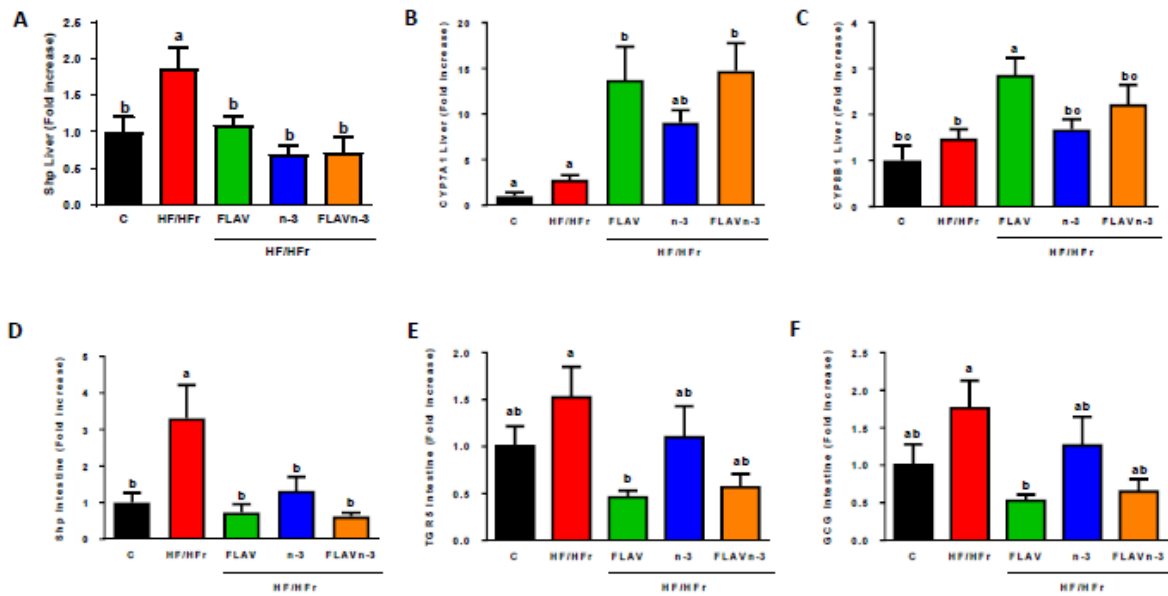 A
Shp Liver (Fold increase)
2.5
2.0
1.5
1.0
0.5
0.0
b
a
b
b
b
C
HF/HFr
FLAV
n-3
FLAVn-3
HF/HFr
B
CYP7A1 Liver (Fold increase)
20
15
10
5
0
a
a
b
ab
b
C
HF/HFr
FLAV
n-3
FLAVn-3
HF/HFr
C
CYP8B1 Liver (Fold increase)
4
3
2
1
0
bc
b
a
bc
bc
C
HF/HFr
FLAV
n-3
FLAVn-3
HF/HFr
D
Shp Intestine (Fold increase)
5
4
3
2
1
0
b
a
b
b
b
C
HF/HFr
FLAV
n-3
FLAVn-3
HF/HFr
E
TGR5 Intestine (Fold increase)
2.0
1.5
1.0
0.5
0.0
ab
a
b
ab
ab
C
HF/HFr
FLAV
n-3
FLAVn-3
HF/HFr
F
GCG Intestine (Fold increase)
2.5
2.0
1.5
1.0
0.5
0.0
ab
a
b
ab
ab
C
HF/HFr
FLAV
n-3
FLAVn-3
HF/HFr